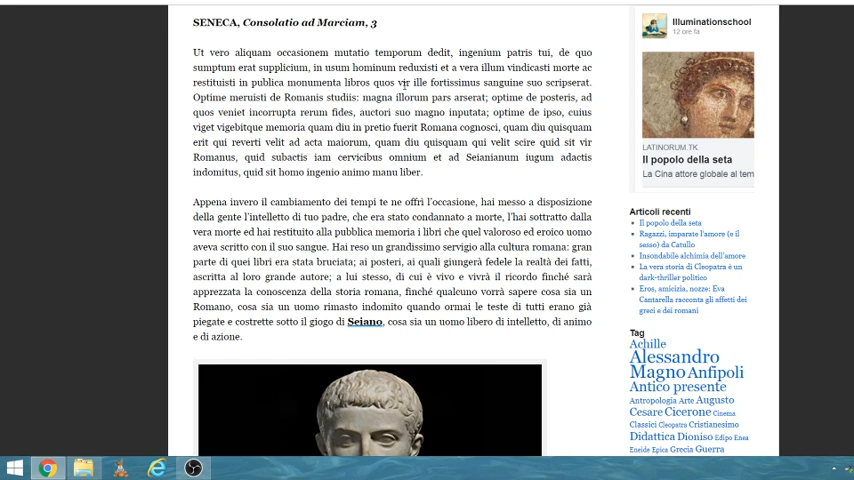 SENECA, Consolatio ad Marciam, 3
Ut vero aliquam occasionem mutatio temporum dedit, ingenium patris tui, de quo
sumptum erat supplicium, in usum hominum reduxisti et a vera illum vindicasti morte ac
restituisti in publica monumenta libros quos vir ille fortissimus sanguine suo scripserat.
Optime meruisti de Romanis studiis: magna illorum pars arserat; optime de posteris, ad
quos veniet incorrupta rerum fides, auctori suo magno inputata; optime de ipso, cuius
viget vigebitque memoria quam diu in pretio fuerit Romana cognosci, quam diu quisquam
erit qui reverti velit ad acta maiorum, quam diu quisquam qui velit scire quid sit vir
Romanus, quid subactis iam cervicibus omnium et ad Seianianum iugum adactis
indomitus, quid sit homo ingenio animo manu liber.
Appena invero il cambiamento dei tempi te ne offrì l'occasione, hai messo a disposizione
della gente l'intelletto di tuo padre, che era stato condannato a morte, l'hai sottratto dalla
vera morte ed hai restituito alla pubblica memoria i libri che quel valoroso ed eroico uomo
aveva scritto con il suo sangue. Hai reso un grandissimo servigio alla cultura romana: gran
parte di quei libri era stata bruciata; ai posteri, ai quali giungerà fedele la realtà dei fatti,
ascritta al loro grande autore; a lui stesso, di cui è vivo e vivrà il ricordo finché sarà
apprezzata la conoscenza della storia romana, finché qualcuno vorrà sapere cosa sia un
Romano, cosa sia un uomo rimasto indomito quando ormai le teste di tutti erano già
piegate e costrette sotto il giogo di Seiano, cosa sia un uomo libero di intelletto, di animo
e di azione.
Illuminationschool
12 ore fa
LATINORUM.TK
Il popolo della seta
La Cina attore globale al tem
Articoli recenti
Il popolo della seta
Ragazzi, imparate l'amore (e il
sesso) da Catullo
Insondabile alchimia dell'amore
La vera storia di Cleopatra è un
dark-thriller politico
Eros, amicizia, nozze: Eva
Cantarella racconta gli affetti dei
greci e dei romani
Tag
Achille
Alessandro
Magno Anfipoli
Antico presente
Antropologia Arte Augusto
Cesare Cicerone Cinema
Classici Cleopatra Cristianesimo
Didattica Dioniso Edipo Enea
Eneide Epica Grecia Guerra